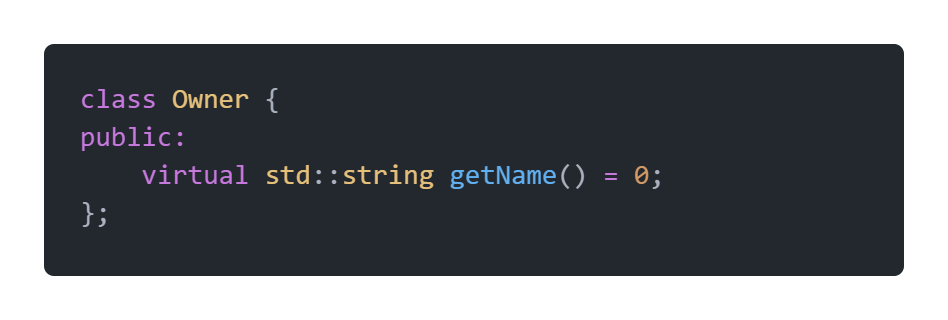 class Owner {
public:
    virtual std::string getName() = 0;
};